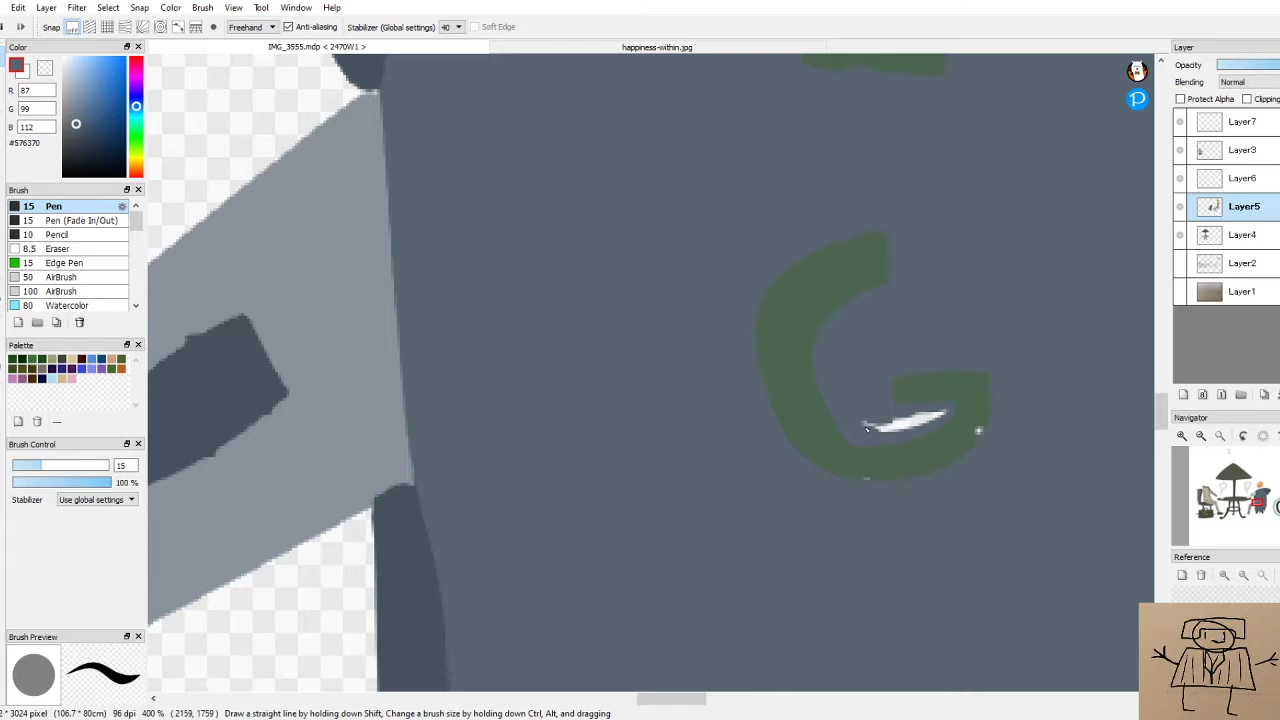 Edit Layer Filter Select Snap Color Brush View Tool Window Help
Snap off Freehand Anti-aliasing Stabilizer (Global settings) 40 Soft Edge
Color
IMG_3555.mdp < 2470W1 >
happiness-within.jpg
Layer
R 87
G 99
B 112
#576370
Opacity
Blending Normal
Protect Alpha Clipping
Layer7
Layer3
Layer6
Layer5
Layer4
Layer2
Layer1
Brush
15 Pen
15 Pen (Fade In/Out)
10 Pencil
8.5 Eraser
15 Edge Pen
50 AirBrush
100 AirBrush
80 Watercolor
Palette
---
Brush Control
15
100 %
Stabilizer Use global settings
G
Navigator
Reference
Brush Preview
* 3024 pixel (106.7 * 80cm) 96 dpi 400 % ( 2159, 1759 ) Draw a straight line by holding down Shift, Change a brush size by holding down Ctrl, Alt, and dragging